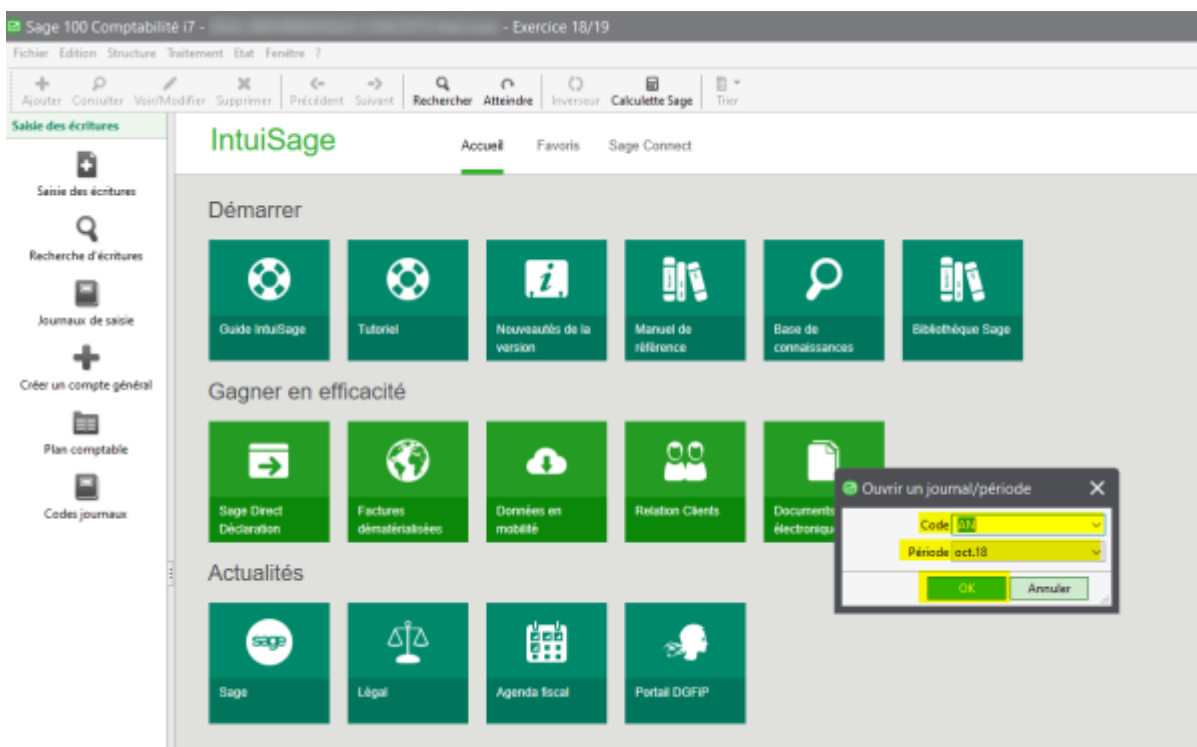 Sage 100 Comptabilité i7 - - Exercice 18/19
Fichier Edition Structure Traitement Etat Fenêtre ?
Ajouter Consulter Voir/Modifier Supprimer Précédent Suivant Rechercher Atteindre Inverseur Calculette Sage Trier
Saisie des écritures
IntuiSage
Accueil Favoris Sage Connect
Saisie des écritures
Recherche d'écritures
Journaux de saisie
Créer un compte général
Plan comptable
Codes journaux
Démarrer
Guide IntuiSage
Tutoriel
Nouveautés de la
version
Manuel de
référence
Base de
connaissances
Bibliothèque Sage
Gagner en efficacité
Sage Direct
Déclaration
Factures
dématérialisées
Données en
mobilité
Relation Clients
Documents
Ouvrir un journal/période
Code AN
Période oct.18
OK Annuler
Actualités
sage
Sage
Légal
Agenda fiscal
Portail DGFiP